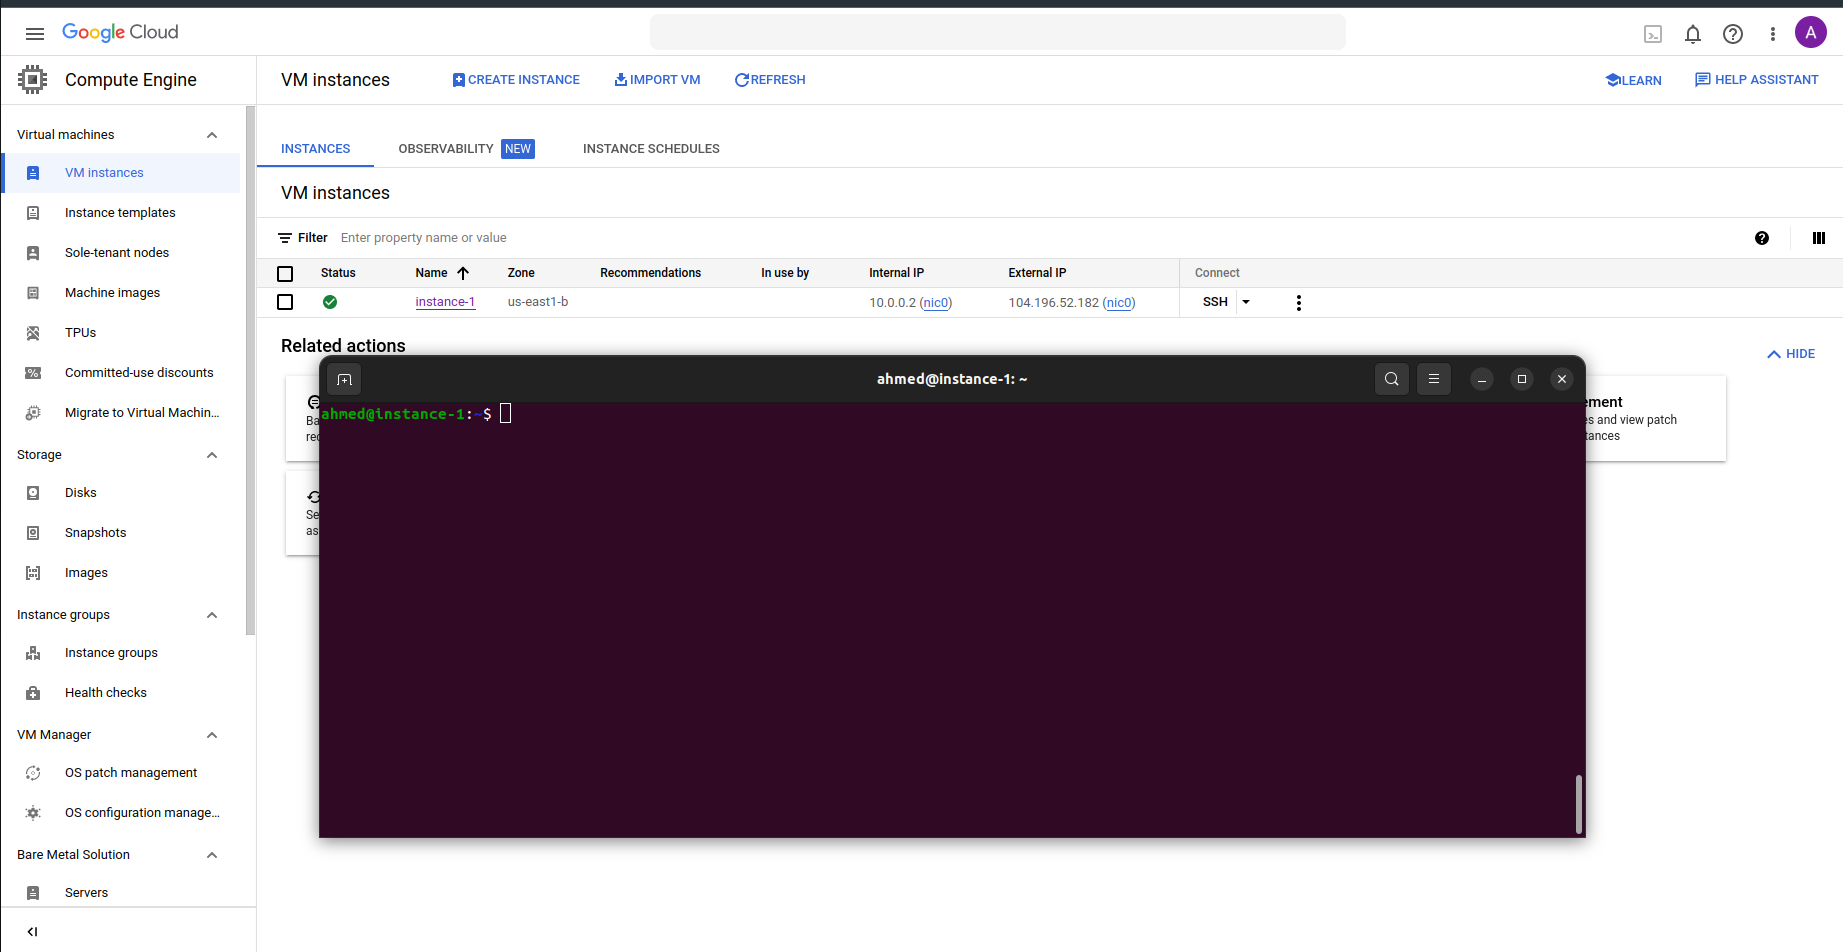 Google Cloud
A
Compute Engine
VM instances
CREATE INSTANCE
IMPORT VM
REFRESH
LEARN
HELP ASSISTANT
Virtual machines
VM instances
Instance templates
Sole-tenant nodes
Machine images
TPUs
Committed-use discounts
Migrate to Virtual Machin...
Storage
Disks
Snapshots
Images
Instance groups
Instance groups
Health checks
VM Manager
OS patch management
OS configuration manage...
Bare Metal Solution
Servers
INSTANCES
OBSERVABILITY NEW
INSTANCE SCHEDULES
VM instances
Filter Enter property name or value
Status Name Zone Recommendations In use by Internal IP External IP Connect
instance-1 us-east1-b 10.0.0.2 (nic0) 104.196.52.182 (nic0) SSH
Related actions
HIDE
ahmed@instance-1: ~
ahmed@instance-1:~$
Ba
rec
Se
as
ement
es and view patch
tances